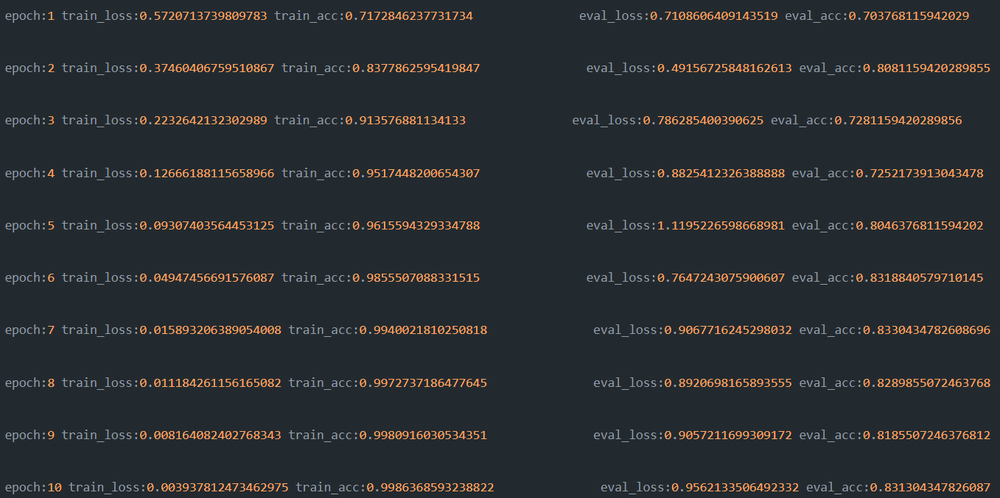 epoch:1 train_loss:0.5720713739809783 train_acc:0.7172846237731734 eval_loss:0.7108606409143519 eval_acc:0.703768115942029
epoch:2 train_loss:0.37460406759510867 train_acc:0.8377862595419847 eval_loss:0.49156725848162613 eval_acc:0.8081159420289855
epoch:3 train_loss:0.2232642132302989 train_acc:0.913576881134133 eval_loss:0.786285400390625 eval_acc:0.7281159420289856
epoch:4 train_loss:0.12666188115658966 train_acc:0.9517448200654307 eval_loss:0.8825412326388888 eval_acc:0.7252173913043478
epoch:5 train_loss:0.09307403564453125 train_acc:0.9615594329334788 eval_loss:1.1195226598668981 eval_acc:0.8046376811594202
epoch:6 train_loss:0.04947456691576087 train_acc:0.9855507088331515 eval_loss:0.7647243075900607 eval_acc:0.8318840579710145
epoch:7 train_loss:0.015893206389054008 train_acc:0.9940021810250818 eval_loss:0.9067716245298032 eval_acc:0.8330434782608696
epoch:8 train_loss:0.011184261156165082 train_acc:0.9972737186477645 eval_loss:0.8920698165893555 eval_acc:0.8289855072463768
epoch:9 train_loss:0.008164082402768343 train_acc:0.9980916030534351 eval_loss:0.9057211699309172 eval_acc:0.8185507246376812
epoch:10 train_loss:0.003937812473462975 train_acc:0.9986368593238822 eval_loss:0.9562133506492332 eval_acc:0.831304347826087